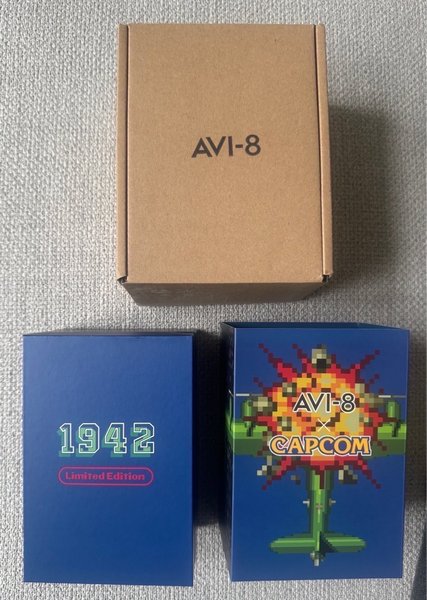 AVI-8
1942
Limited Edition
AVI-8
×
CAPCOM